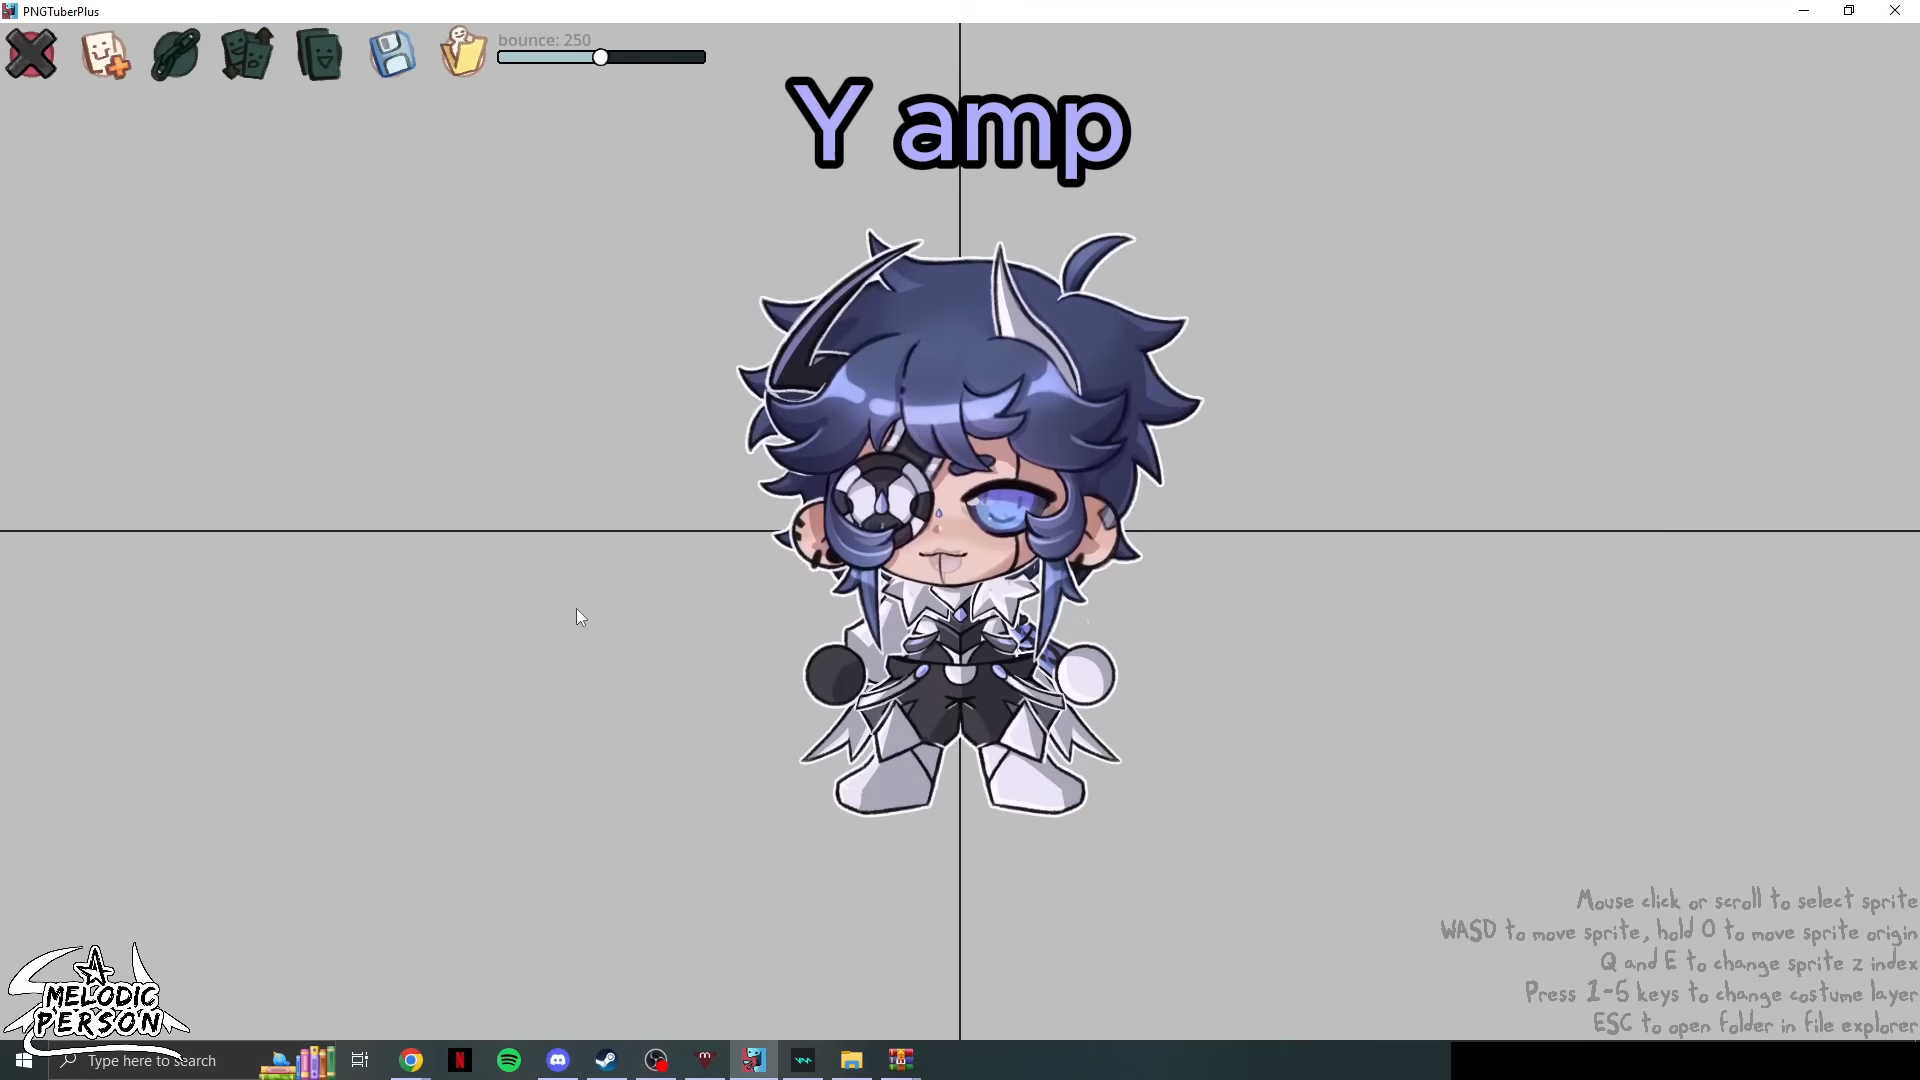 PNGTuberPlus
bounce: 250
Y amp
Mouse click or scroll to select sprite
WASD to move sprite, hold O to move sprite origin
Q and E to change sprite z index
Press 1-5 keys to change costume layer
ESC to open folder in file explorer
A
MELODIC
PERSON
Type here to search